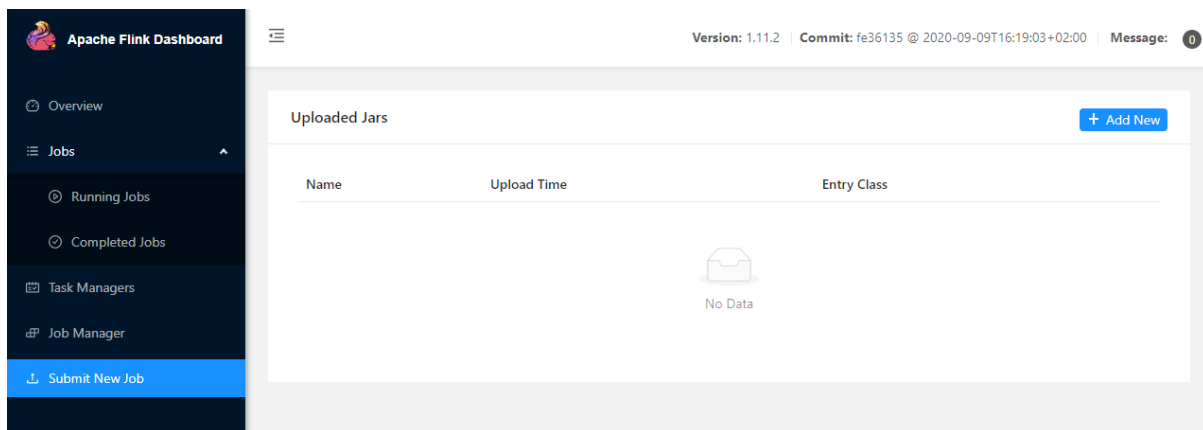 Apache Flink Dashboard
Version: 1.11.2 Commit: fe36135 @ 2020-09-09T16:19:03+02:00 Message: 0
Overview
Jobs
Running Jobs
Completed Jobs
Task Managers
Job Manager
Submit New Job
Uploaded Jars
+ Add New
Name Upload Time Entry Class
No Data